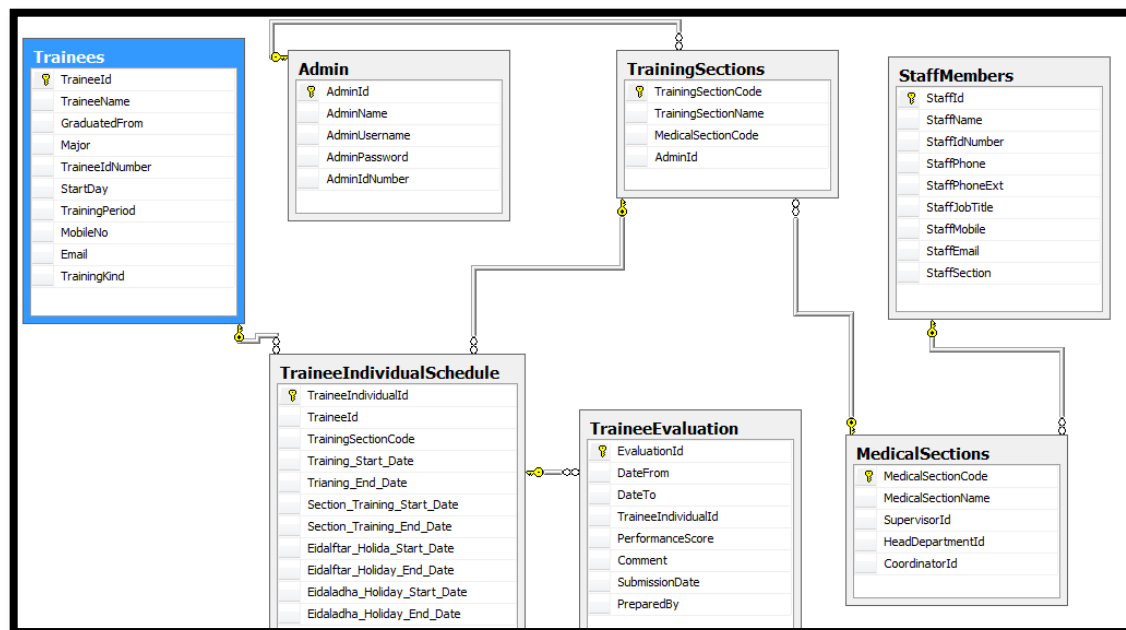 Trainees
TraineeId
TraineeName
GraduatedFrom
Major
TraineeIdNumber
StartDay
TrainingPeriod
MobileNo
Email
TrainingKind
Admin
AdminId
AdminName
AdminUsername
AdminPassword
AdminIdNumber
TrainingSections
TrainingSectionCode
TrainingSectionName
MedicalSectionCode
AdminId
StaffMembers
StaffId
StaffName
StaffIdNumber
StaffPhone
StaffPhoneExt
StaffJobTitle
StaffMobile
StaffEmail
StaffSection
TraineeIndividualSchedule
TraineeIndividualId
TraineeId
TrainingSectionCode
Training_Start_Date
Trianing_End_Date
Section_Training_Start_Date
Section_Training_End_Date
Eidalftar_Holida_Start_Date
Eidalftar_Holiday_End_Date
Eidaladha_Holiday_Start_Date
Eidaladha_Holiday_End_Date
TraineeEvaluation
EvaluationId
DateFrom
DateTo
TraineeIndividualId
PerformanceScore
Comment
SubmissionDate
PreparedBy
MedicalSections
MedicalSectionCode
MedicalSectionName
SupervisorId
HeadDepartmentId
CoordinatorId